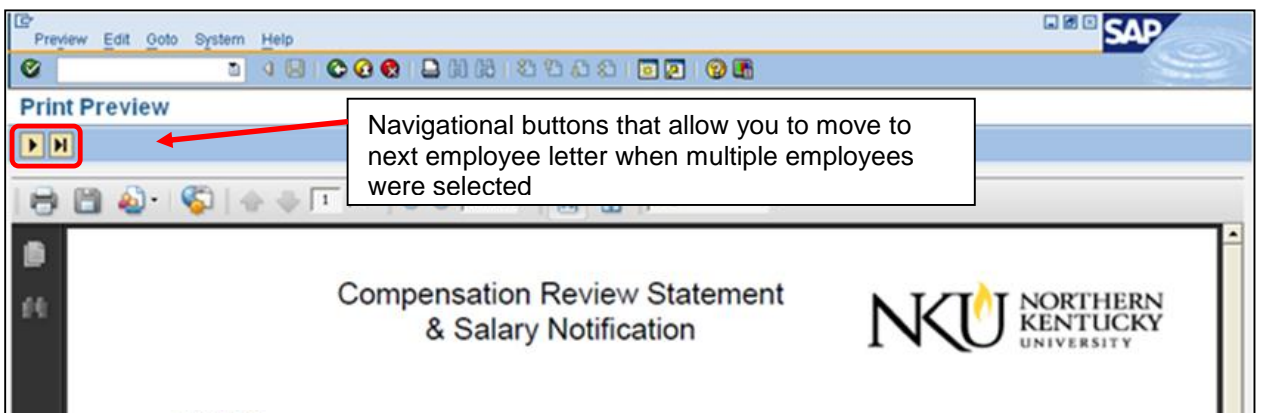 Preview Edit Goto System Help
SAP
Print Preview
Navigational buttons that allow you to move to
next employee letter when multiple employees
were selected
1
Compensation Review Statement
& Salary Notification
NKU NORTHERN
KENTUCKY
UNIVERSITY